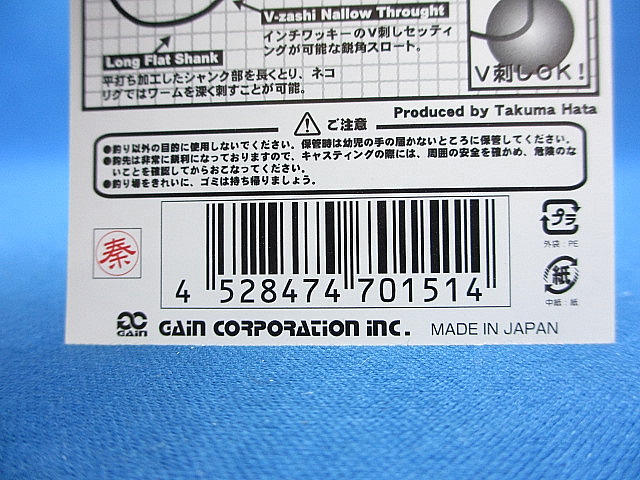 V-zashi Nallow Throught
インチワッキーのV刺しセッティ
ングが可能な鋭角スロート。
Long Flat Shank
平打ち加工したシャンク部を長くとり、ネコ
リグではワームを深く刺すことが可能。
V刺しOK!
Produced by Takuma Hata
ご注意
●釣り以外の目的に使用しないでください。保管時は幼児の手の届かないところに保管してください。
●鈎先は非常に鋭利になっておりますので、キャスティングの際には、周囲の安全を確かめ、危険のな
いことを確認してからおこなってください。
●釣り場をきれいに、ゴミは持ち帰りましょう。
秦
4 528474 701514
プラ
外袋:PE
紙
中紙:紙
GAIN
GAIN CORPORATION INC.
MADE IN JAPAN